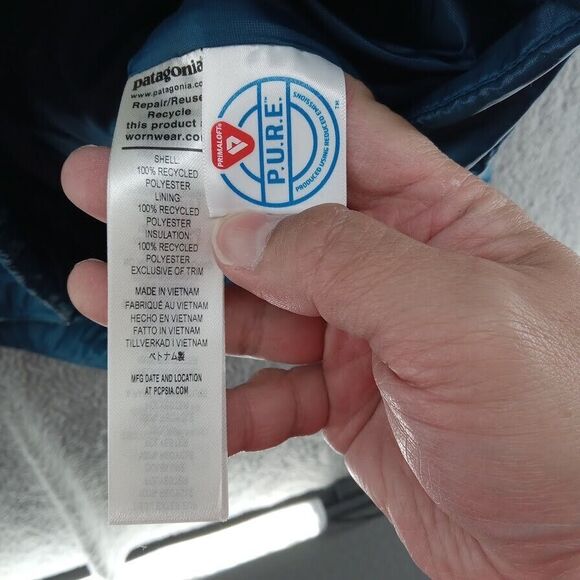 patagonia
www.patagonia.co
Repair/Reuse
Recycle
this product a
wornwear.com
SHELL:
100% RECYCLED
POLYESTER
LINING
100% RECYCLED
POLYESTER
INSULATION:
100% RECYCLED
POLYESTER
EXCLUSIVE OF TRIM
MADE IN VIETNAM
FABRIQUÉ AU VIETNAM
HECHO EN VIETNAM
FATTO IN VIETNAM
TILLVERKAD I VIETNAM
ベトナム製
MFG DATE AND LOCATION
AT PCPSIA.COM
PRIMALOFT®
P.U.R.E.™
PRODUCED USING REDUCED EMISSIONS
™